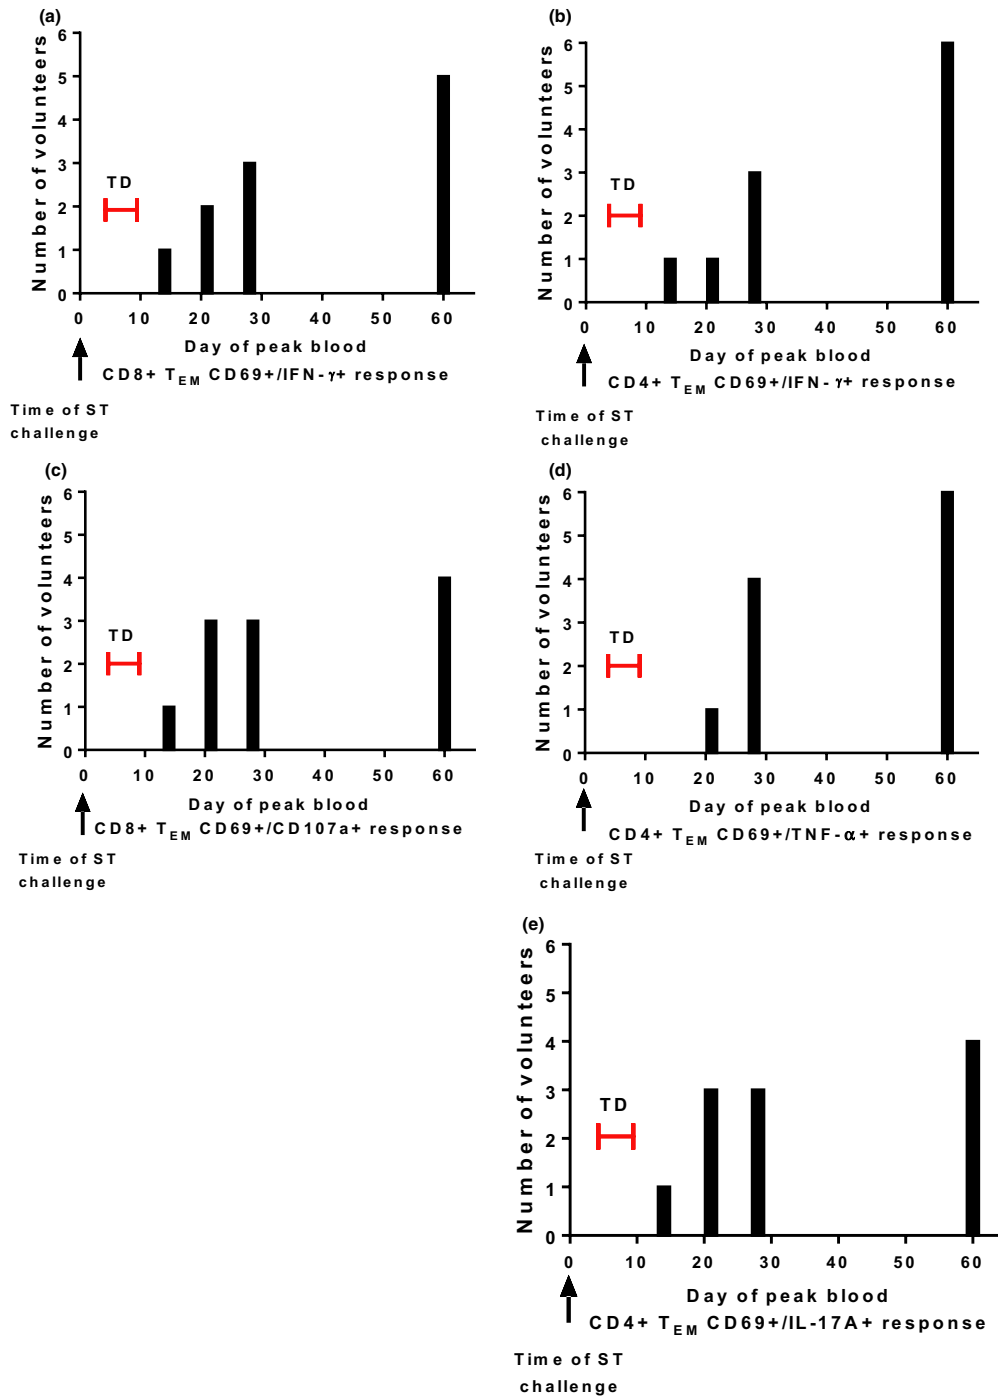 (a)
Number of volunteers
6
5
4
3
2
1
0
TD
0 10 20 30 40 50 60
Day of peak blood
CD8+ TEM CD69+/IFN-γ+ response
Time of ST
challenge
(b)
Number of volunteers
6
5
4
3
2
1
0
TD
0 10 20 30 40 50 60
Day of peak blood
CD4+ TEM CD69+/IFN-γ+ response
Time of ST
challenge
(c)
Number of volunteers
6
5
4
3
2
1
0
TD
0 10 20 30 40 50 60
Day of peak blood
CD8+ TEM CD69+/CD107a+ response
Time of ST
challenge
(d)
Number of volunteers
6
5
4
3
2
1
0
TD
0 10 20 30 40 50 60
Day of peak blood
CD4+ TEM CD69+/TNF-α+ response
Time of ST
challenge
(e)
Number of volunteers
6
5
4
3
2
1
0
TD
0 10 20 30 40 50 60
Day of peak blood
CD4+ TEM CD69+/IL-17A+ response
Time of ST
challenge